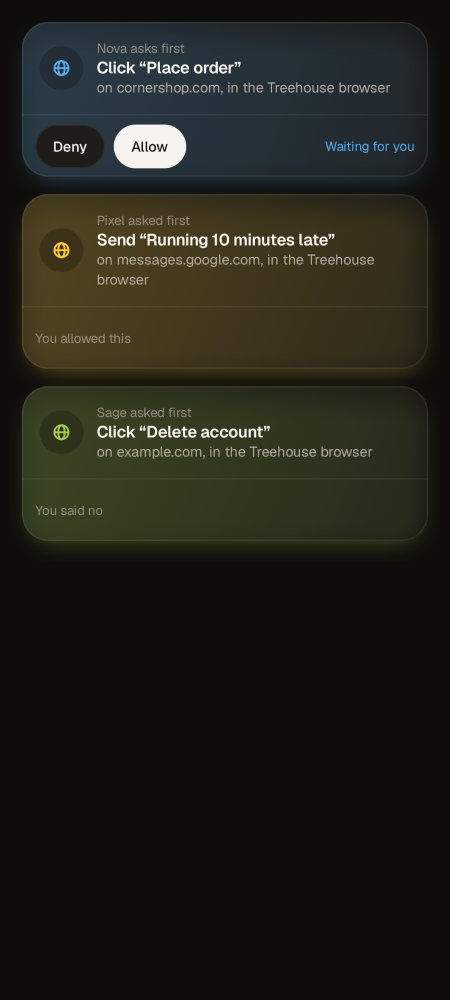 Nova asks first
Click “Place order”
on cornershop.com, in the Treehouse browser
Deny
Allow
Waiting for you
Pixel asked first
Send “Running 10 minutes late”
on messages.google.com, in the Treehouse
browser
You allowed this
Sage asked first
Click “Delete account”
on example.com, in the Treehouse browser
You said no